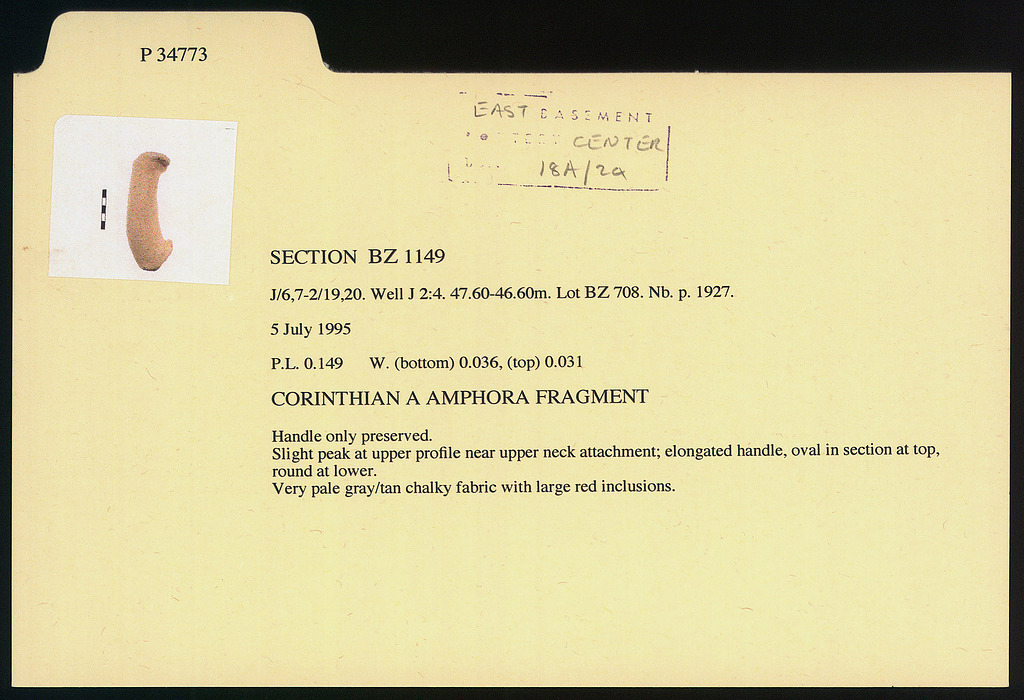 P 34773
EAST BASEMENT
CENTER
18A/2a
SECTION BZ 1149
J/6,7-2/19,20. Well J 2:4. 47.60-46.60m. Lot BZ 708. Nb. p. 1927.
5 July 1995
P.L. 0.149 W. (bottom) 0.036, (top) 0.031
CORINTHIAN A AMPHORA FRAGMENT
Handle only preserved.
Slight peak at upper profile near upper neck attachment; elongated handle, oval in section at top,
round at lower.
Very pale gray/tan chalky fabric with large red inclusions.